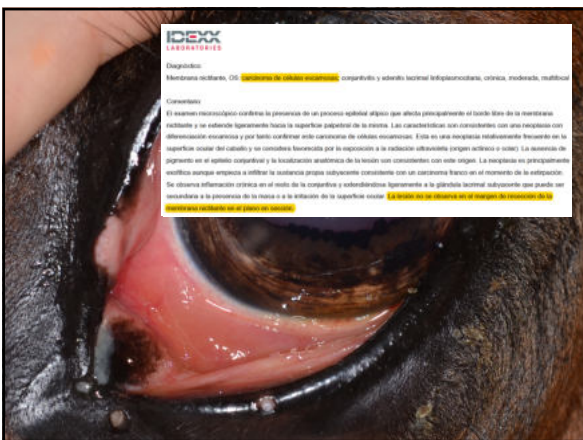 IDEXX
LABORATORIES
Diagnóstico:
Membrana nictitante, OS: carcinoma de células escamosas; conjuntivitis y adenitis lacrimal linfoplasmocitaria, crónica, moderada, multifocal
Comentario:
El examen microscópico confirma la presencia de un proceso epitelial atípico que afecta principalmente el borde libre de la membrana
nictitante y se extiende ligeramente hacia la superficie palpebral de la misma. Las características son consistentes con una neoplasia con
diferenciación escamosa y por tanto confirmar este carcinoma de células escamosas. Esta es una neoplasia relativamente frecuente en la
superficie ocular del caballo y se considera favorecida por la exposición a la radiación ultravioleta (origen actínico o solar). La ausencia de
pigmento en el epitelio conjuntival y la localización anatómica de la lesión son consistentes con este origen. La neoplasia es principalmente
exofítica aunque empieza a infiltrar la sustancia propia subyacente consistente con un carcinoma franco en el momento de la extirpación.
Se observa inflamación crónica en el resto de la conjuntiva y extendiéndose ligeramente a la glándula lacrimal subyacente que puede ser
secundaria a la presencia de la masa o a la irritación de la superficie ocular. La lesión no se observa en el margen de resección de la
membrana nictitante en el plano en sección.